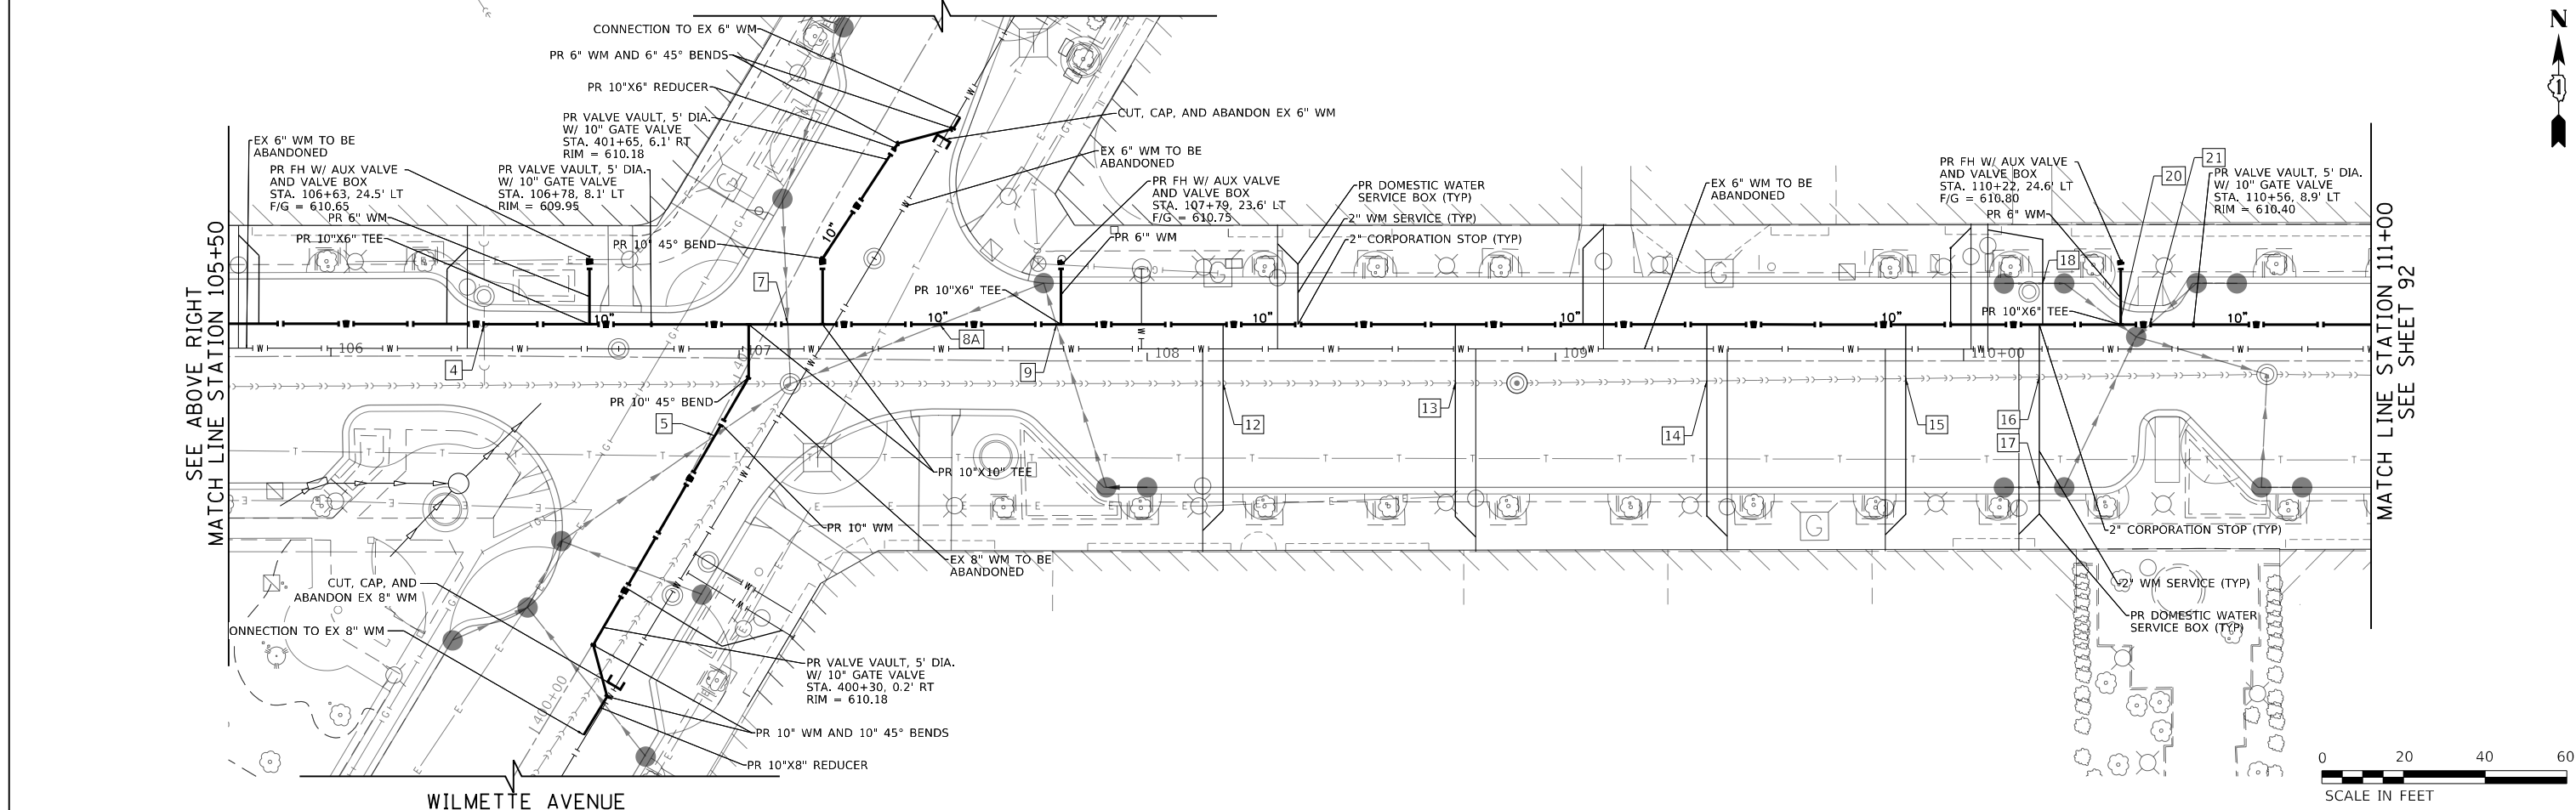 CONNECTION TO EX 6" WM
PR 6" WM AND 6" 45° BENDS
PR 10"X6" REDUCER
PR VALVE VAULT, 5' DIA.
W/ 10" GATE VALVE
STA. 401+65, 6.1' RT
RIM = 610.18
EX 6" WM TO BE
ABANDONED
PR FH W/ AUX VALVE
AND VALVE BOX
STA. 106+63, 24.5' LT
F/G = 610.65
PR 6" WM
PR 10"X6" TEE
PR VALVE VAULT, 5' DIA.
W/ 10" GATE VALVE
STA. 106+78, 8.1' LT
RIM = 609.95
PR 10" 45° BEND
CUT, CAP, AND ABANDON EX 6" WM
EX 6" WM TO BE
ABANDONED
PR FH W/ AUX VALVE
AND VALVE BOX
STA. 107+79, 23.6' LT
F/G = 610.75
PR 6" WM
PR 10"X6" TEE
PR DOMESTIC WATER
SERVICE BOX (TYP)
2" WM SERVICE (TYP)
2" CORPORATION STOP (TYP)
EX 6" WM TO BE
ABANDONED
PR FH W/ AUX VALVE
AND VALVE BOX
STA. 110+22, 24.6' LT
F/G = 610.80
PR 6" WM
PR 10"X6" TEE
20
21
PR VALVE VAULT, 5' DIA.
W/ 10" GATE VALVE
STA. 110+56, 8.9' LT
RIM = 610.40
18
N
1
SEE ABOVE RIGHT
MATCH LINE STATION 105+50
MATCH LINE STATION 111+00
SEE SHEET 92
10"
10"
10"
10"
10"
10"
10"
106
107
108
109
110+00
4
7
8A
9
5
12
13
14
15
16
17
PR 10" 45° BEND
PR 10"X10" TEE
PR 10" WM
EX 8" WM TO BE
ABANDONED
CUT, CAP, AND
ABANDON EX 8" WM
ONNECTION TO EX 8" WM
400+00
PR VALVE VAULT, 5' DIA.
W/ 10" GATE VALVE
STA. 400+30, 0.2' RT
RIM = 610.18
PR 10" WM AND 10" 45° BENDS
PR 10"X8" REDUCER
2" CORPORATION STOP (TYP)
2" WM SERVICE (TYP)
PR DOMESTIC WATER
SERVICE BOX (TYP)
WILMETTE AVENUE
0 20 40 60
SCALE IN FEET